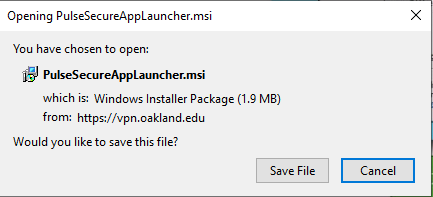 Opening PulseSecureAppLauncher.msi
You have chosen to open:
PulseSecureAppLauncher.msi
which is: Windows Installer Package (1.9 MB)
from: https://vpn.oakland.edu
Would you like to save this file?
Save File
Cancel